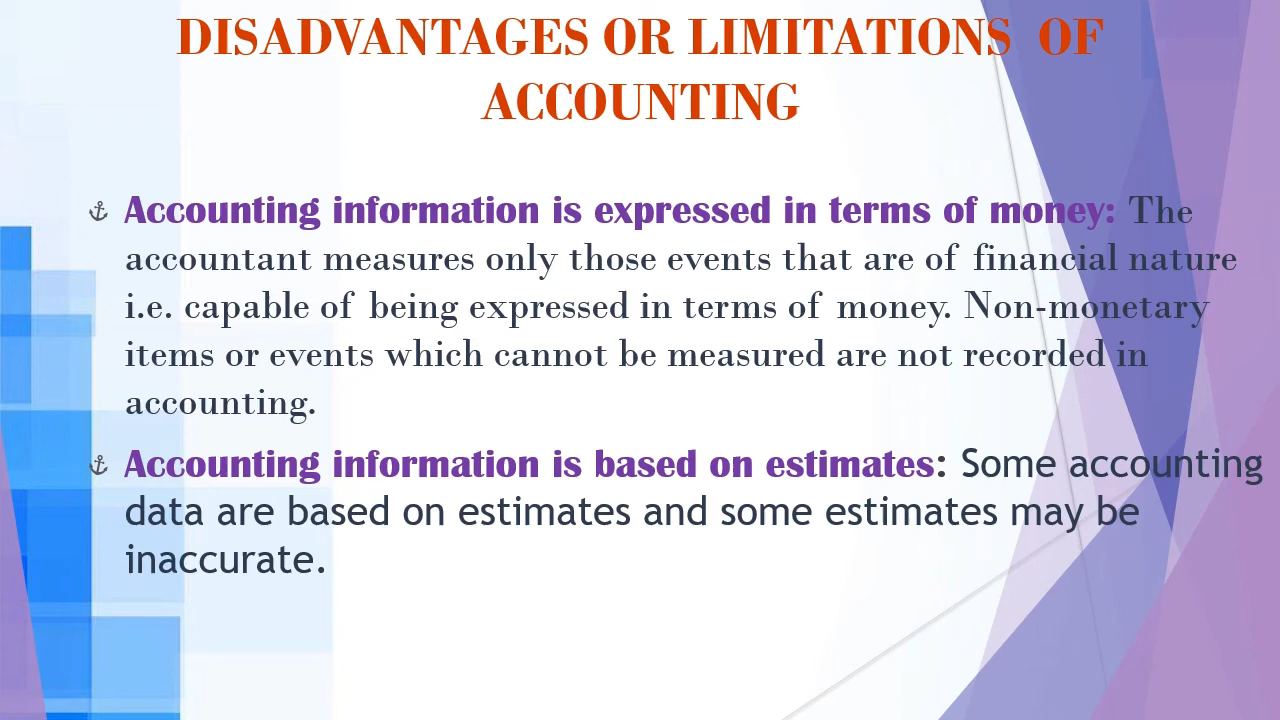 DISADVANTAGES OR LIMITATIONS OF
ACCOUNTING
Accounting information is expressed in terms of money: The
accountant measures only those events that are of financial nature
i.e. capable of being expressed in terms of money. Non-monetary
items or events which cannot be measured are not recorded in
accounting.
Accounting information is based on estimates: Some accounting
data are based on estimates and some estimates may be
inaccurate.